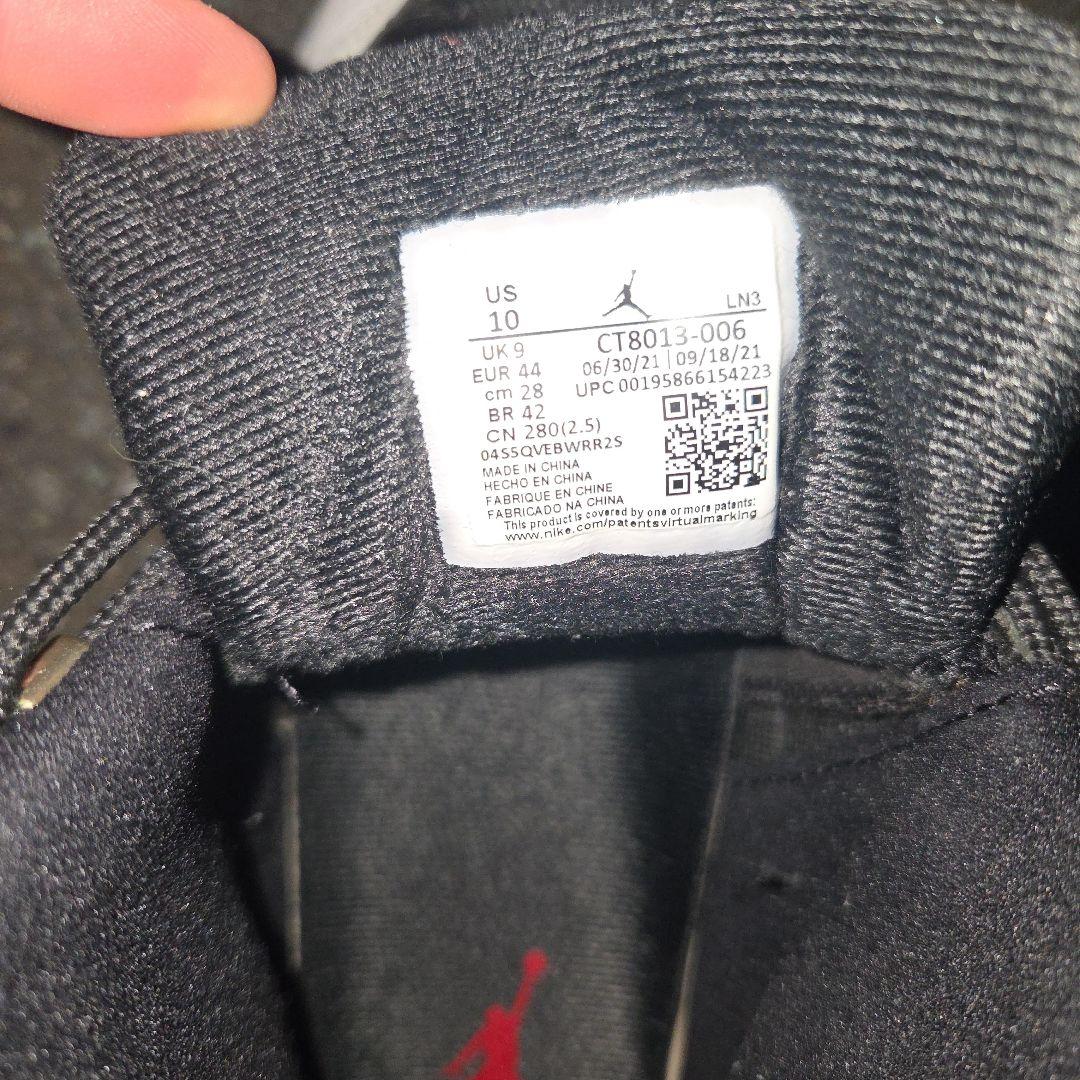 US
10
LN3
UK 9
EUR 44
cm 28
BR 42
CN 280(2.5)
CT8013-006
06/30/21 | 09/18/21
UPC 00195866154223
04S5QVEBWRR2S
MADE IN CHINA
HECHO EN CHINA
FABRIQUE EN CHINE
FABRICADO NA CHINA
This product is covered by one or more patents:
www.nike.com/patentsvirtualmarking